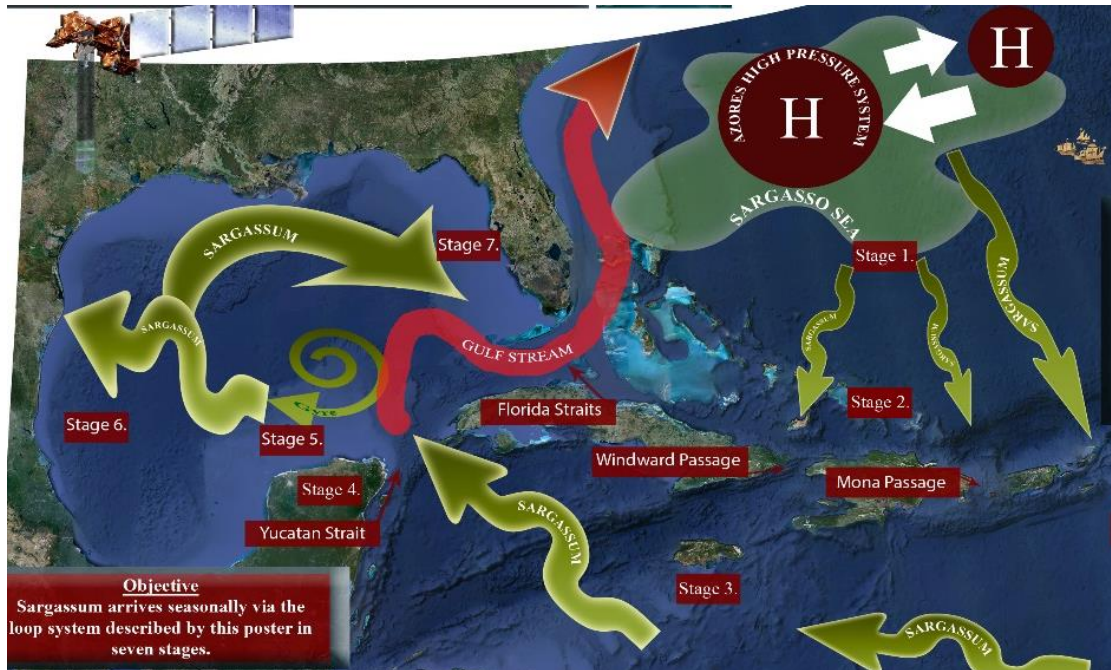 H
AZORES HIGH PRESSURE SYSTEM
H
SARGASSO SEA
Stage 1.
SARGASSUM
SARGASSUM
SARGASSUM
SARGASSUM
Stage 7.
SARGASSUM
GULF STREAM
Gyre
Florida Straits
Stage 2.
Stage 6.
Stage 5.
Windward Passage
Mona Passage
Stage 4.
Yucatan Strait
SARGASSUM
Stage 3.
SARGASSUM
Objective
Sargassum arrives seasonally via the
loop system described by this poster in
seven stages.